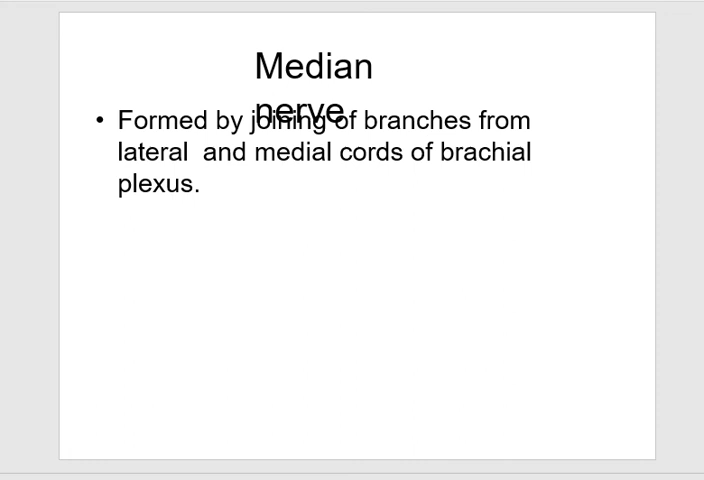 Median
nerve
• Formed by joining of branches from
lateral  and medial cords of brachial
plexus.